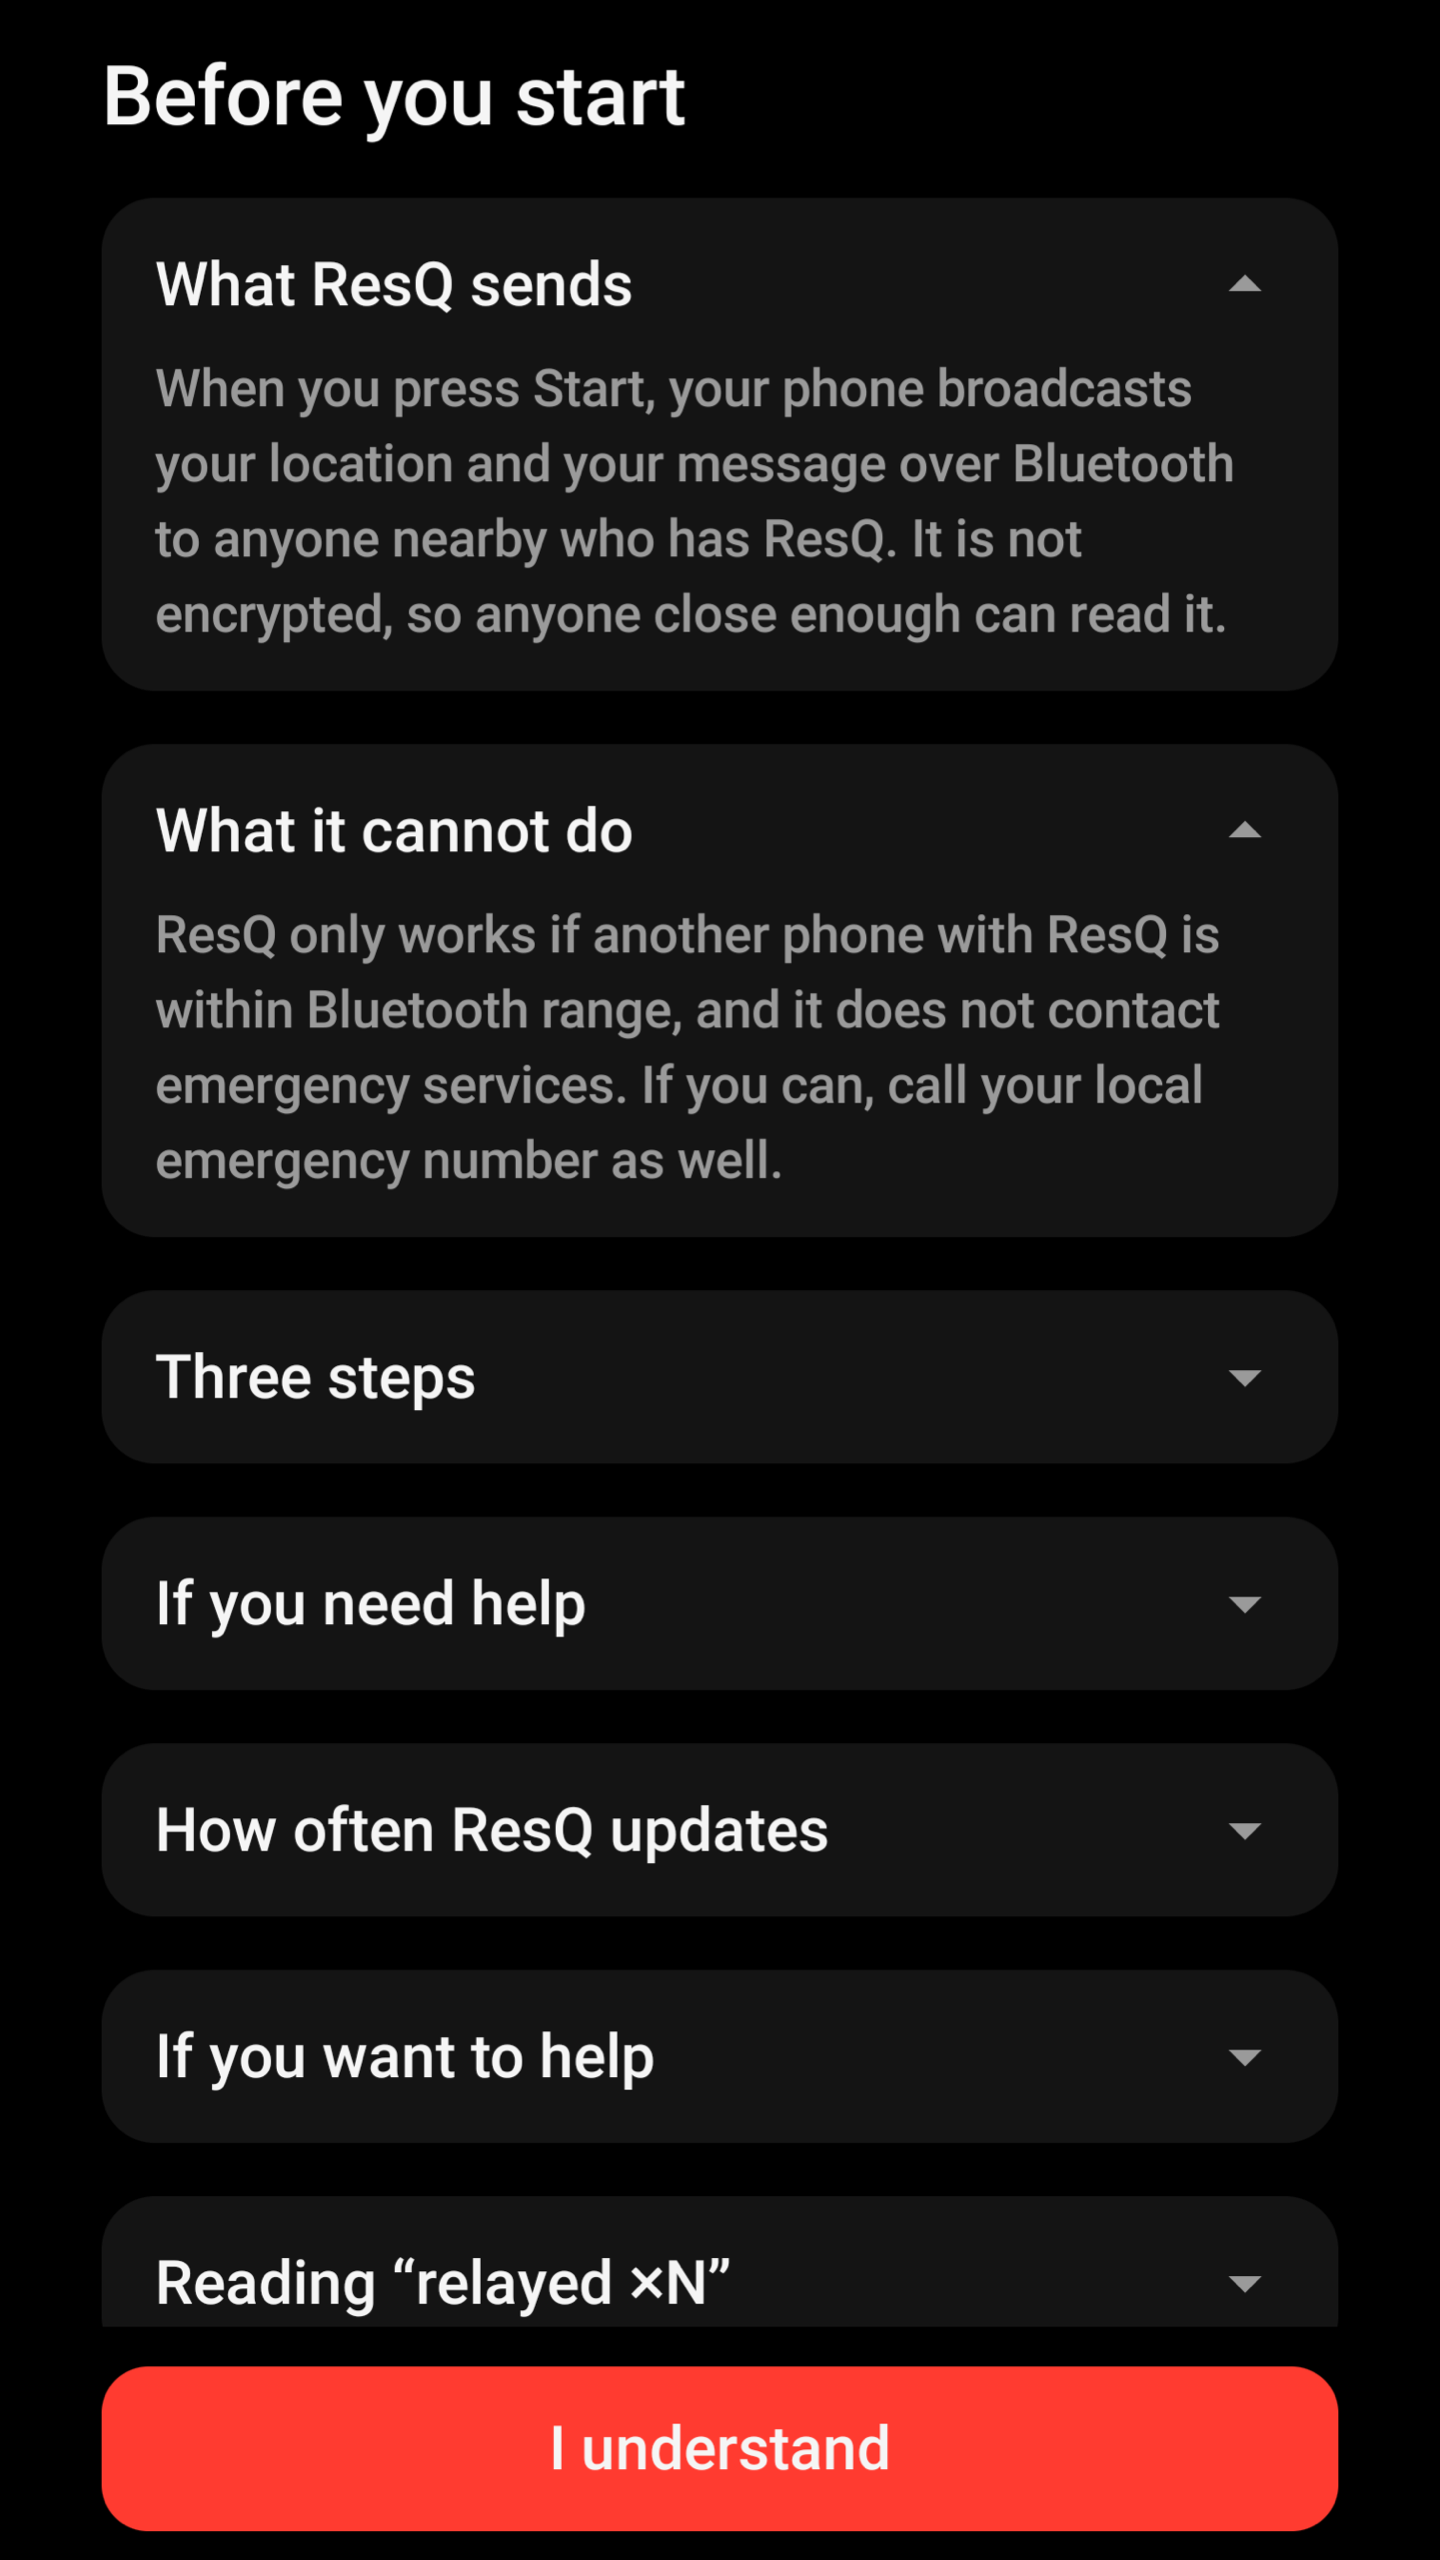 Before you start
What ResQ sends
When you press Start, your phone broadcasts
your location and your message over Bluetooth
to anyone nearby who has ResQ. It is not
encrypted, so anyone close enough can read it.
What it cannot do
ResQ only works if another phone with ResQ is
within Bluetooth range, and it does not contact
emergency services. If you can, call your local
emergency number as well.
Three steps
If you need help
How often ResQ updates
If you want to help
Reading “relayed ×N”
I understand